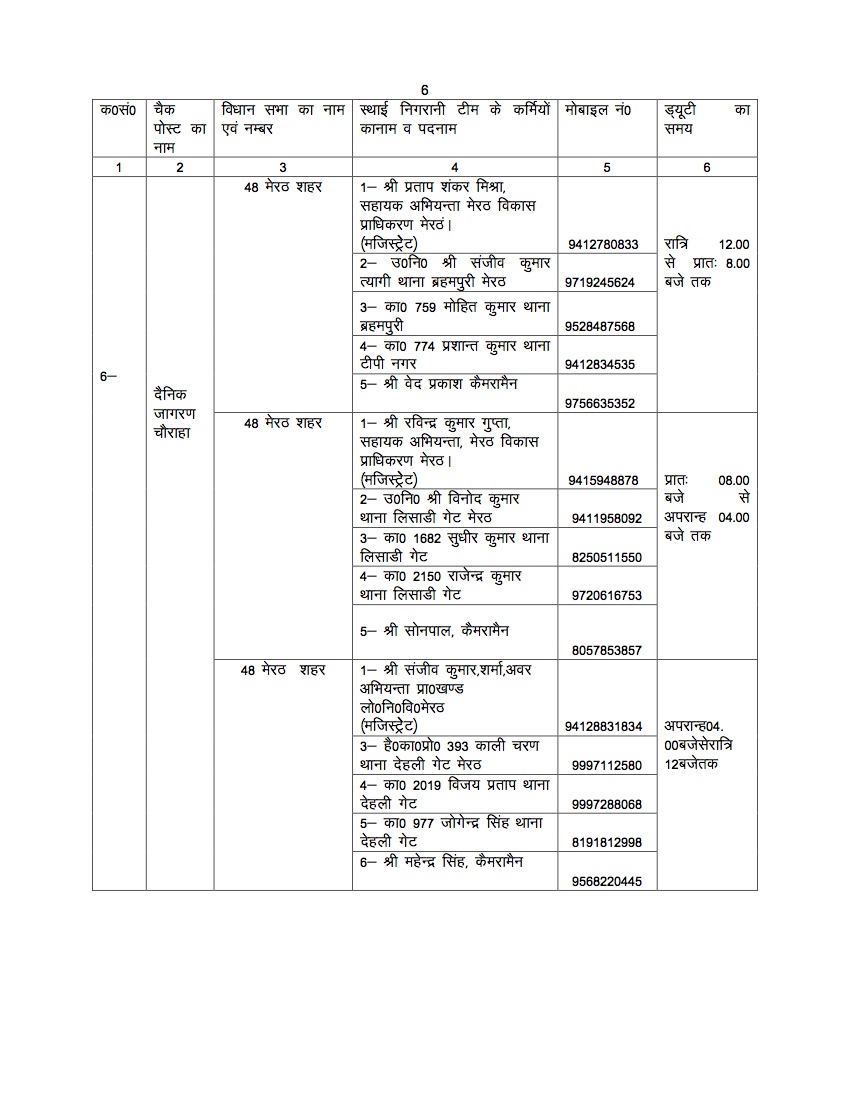 6
क0सं0
चैक
पोस्ट का
नाम
विधान सभा का नाम
एवं नम्बर
स्थाई निगरानी टीम के कर्मियों
कानाम व पदनाम
मोबाइल नं0
ड्यूटी का
समय
1 2 3 4 5 6
6–
दैनिक
जागरण
चौराहा
48 मेरठ शहर
1– श्री प्रताप शंकर मिश्रा,
सहायक अभियन्ता मेरठ विकास
प्राधिकरण मेरठं।
(मजिस्ट्रेट) 9412780833
2– उ0नि0 श्री संजीव कुमार
त्यागी थाना ब्रहमपुरी मेरठ 9719245624
3– का0 759 मोहित कुमार थाना
ब्रहमपुरी 9528487568
4– का0 774 प्रशान्त कुमार थाना
टीपी नगर 9412834535
5– श्री वेद प्रकाश कैमरामैन
9756635352
रात्रि 12.00
से प्रातः 8.00
बजे तक
48 मेरठ शहर
1– श्री रविन्द्र कुमार गुप्ता,
सहायक अभियन्ता, मेरठ विकास
प्राधिकरण मेरठ।
(मजिस्ट्रेट) 9415948878
2– उ0नि0 श्री विनोद कुमार
थाना लिसाडी गेट मेरठ 9411958092
3– का0 1682 सुधीर कुमार थाना
लिसाडी गेट 8250511550
4– का0 2150 राजेन्द्र कुमार
थाना लिसाडी गेट 9720616753
5– श्री सोनपाल, कैमरामैन
8057853857
प्रातः 08.00
बजे से
अपरान्ह 04.00
बजे तक
48 मेरठ शहर
1– श्री संजीव कुमार,शर्मा,अवर
अभियन्ता प्रा0खण्ड
लो0नि0वि0मेरठ
(मजिस्ट्रेट) 94128831834
3– है0का0प्रो0 393 काली चरण
थाना देहली गेट मेरठ 9997112580
4– का0 2019 विजय प्रताप थाना
देहली गेट 9997288068
5– का0 977 जोगेन्द्र सिंह थाना
देहली गेट 8191812998
6– श्री महेन्द्र सिंह, कैमरामैन
9568220445
अपरान्ह04.
00बजेसेरात्रि
12बजेतक